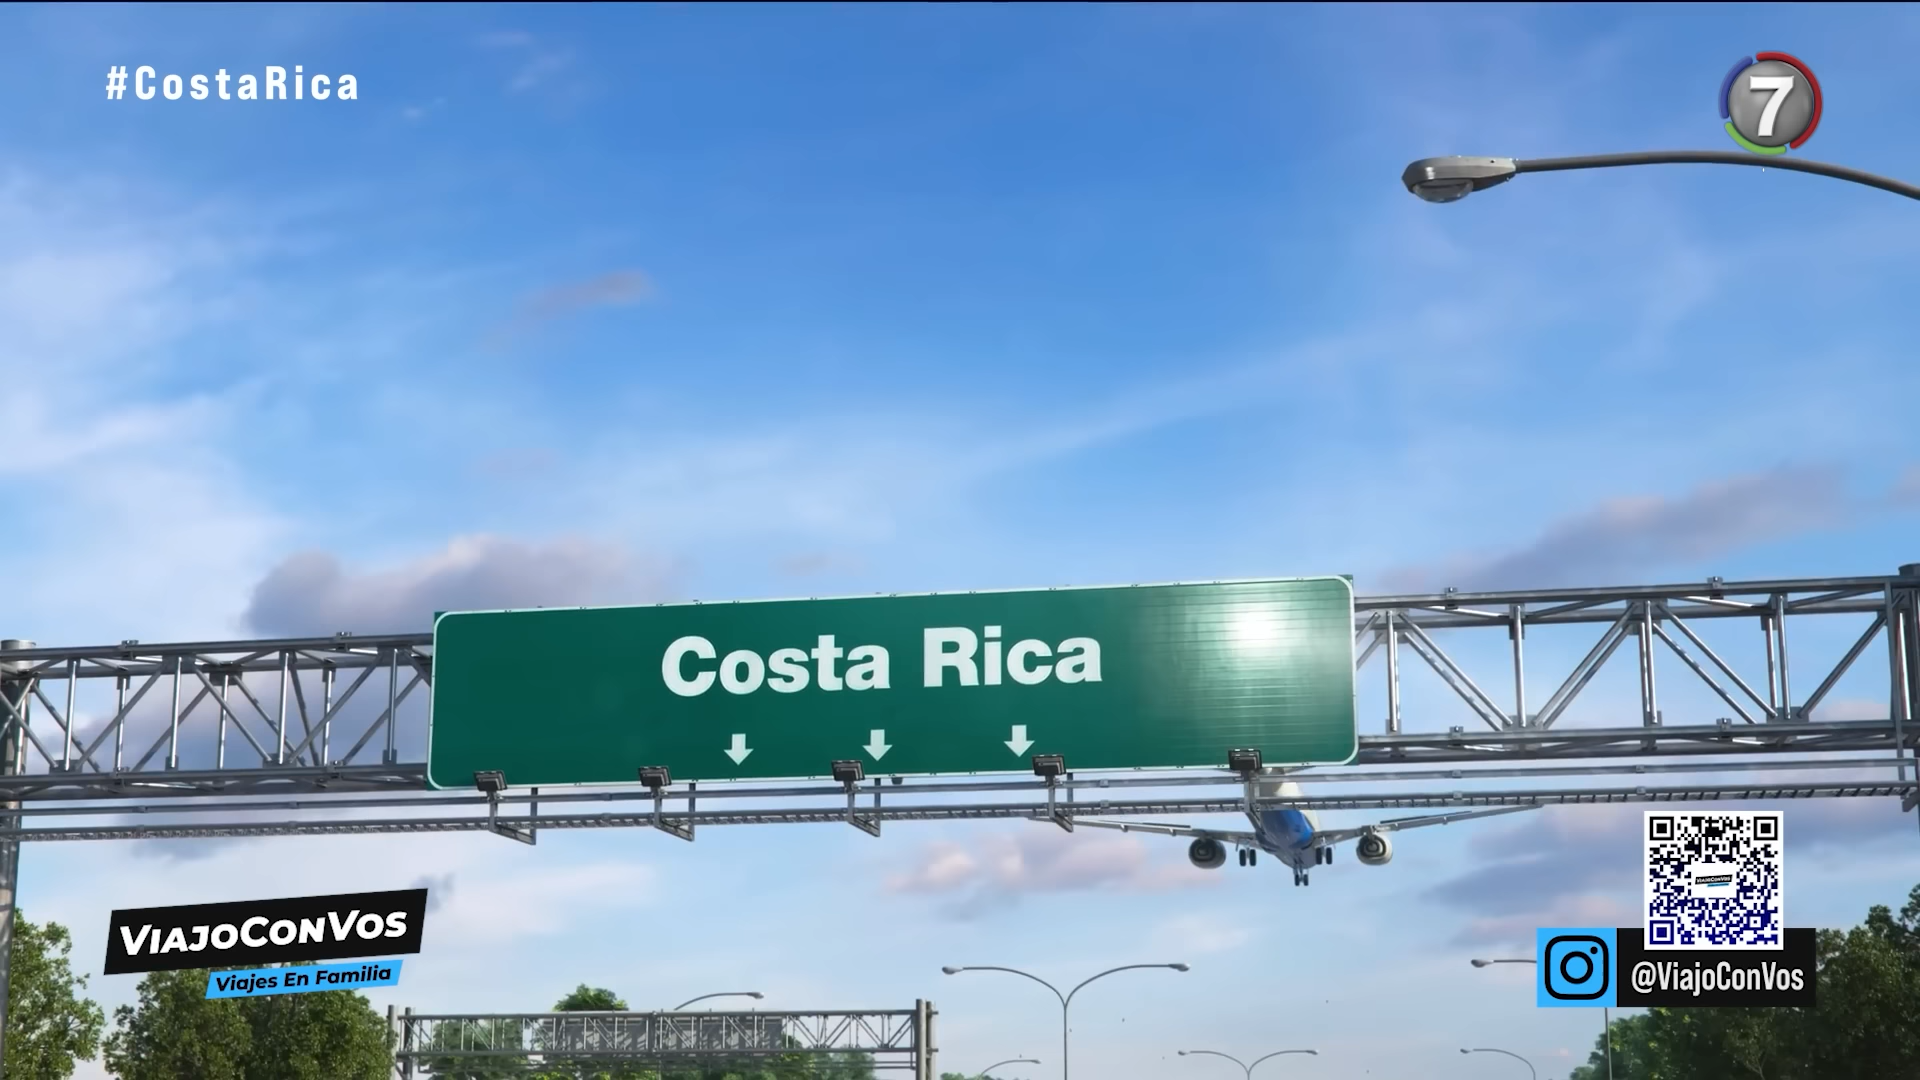 #CostaRica
7
Costa Rica
VIAJOCONVOS
Viajes En Familia
@ViajoConVos